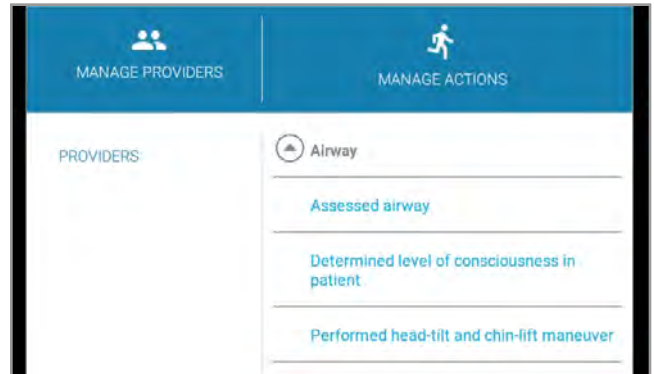 MANAGE PROVIDERS
MANAGE ACTIONS
PROVIDERS
Airway
Assessed airway
Determined level of consciousness in
patient
Performed head-tilt and chin-lift maneuver